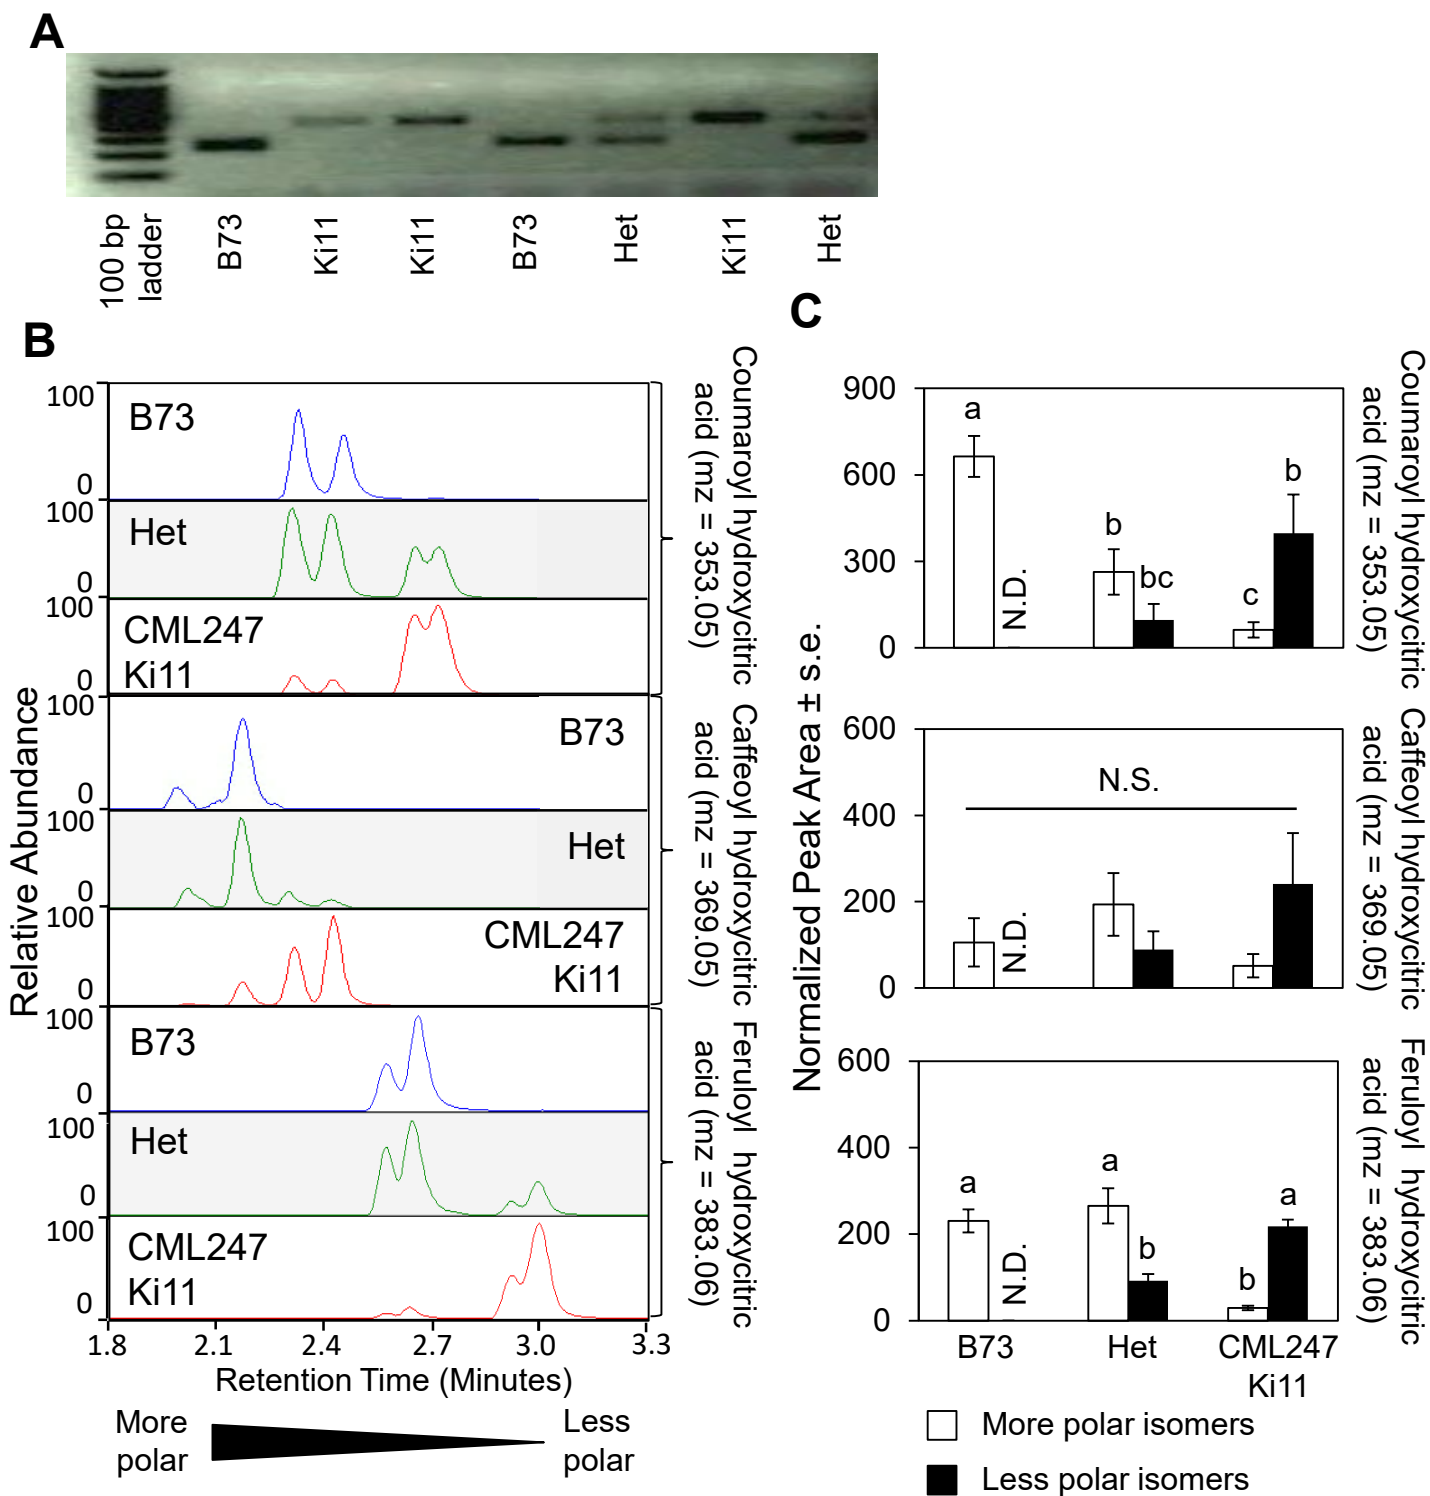 A
100 bp
ladder
B73
Ki11
Ki11
B73
Het
Ki11
Het
B
Relative Abundance
100
B73
0
100
Het
0
100
CML247
Ki11
0
Coumaroyl hydroxycitric
acid (mz = 353.05)
100
B73
0
100
Het
0
100
CML247
Ki11
0
Caffeoyl hydroxycitric
acid (mz = 369.05)
100
B73
0
100
Het
0
100
CML247
Ki11
0
Feruloyl hydroxycitric
acid (mz = 383.06)
1.8 2.1 2.4 2.7 3.0 3.3
Retention Time (Minutes)
More
polar
Less
polar
C
Normalized Peak Area ± s.e.
900
600
300
0
a
N.D.
b
bc
c
b
Coumaroyl hydroxycitric
acid (mz = 353.05)
600
400
200
0
N.S.
N.D.
Caffeoyl hydroxycitric
acid (mz = 369.05)
600
400
200
0
a
N.D.
a
b
b
a
Feruloyl hydroxycitric
acid (mz = 383.06)
B73 Het CML247
Ki11
More polar isomers
Less polar isomers